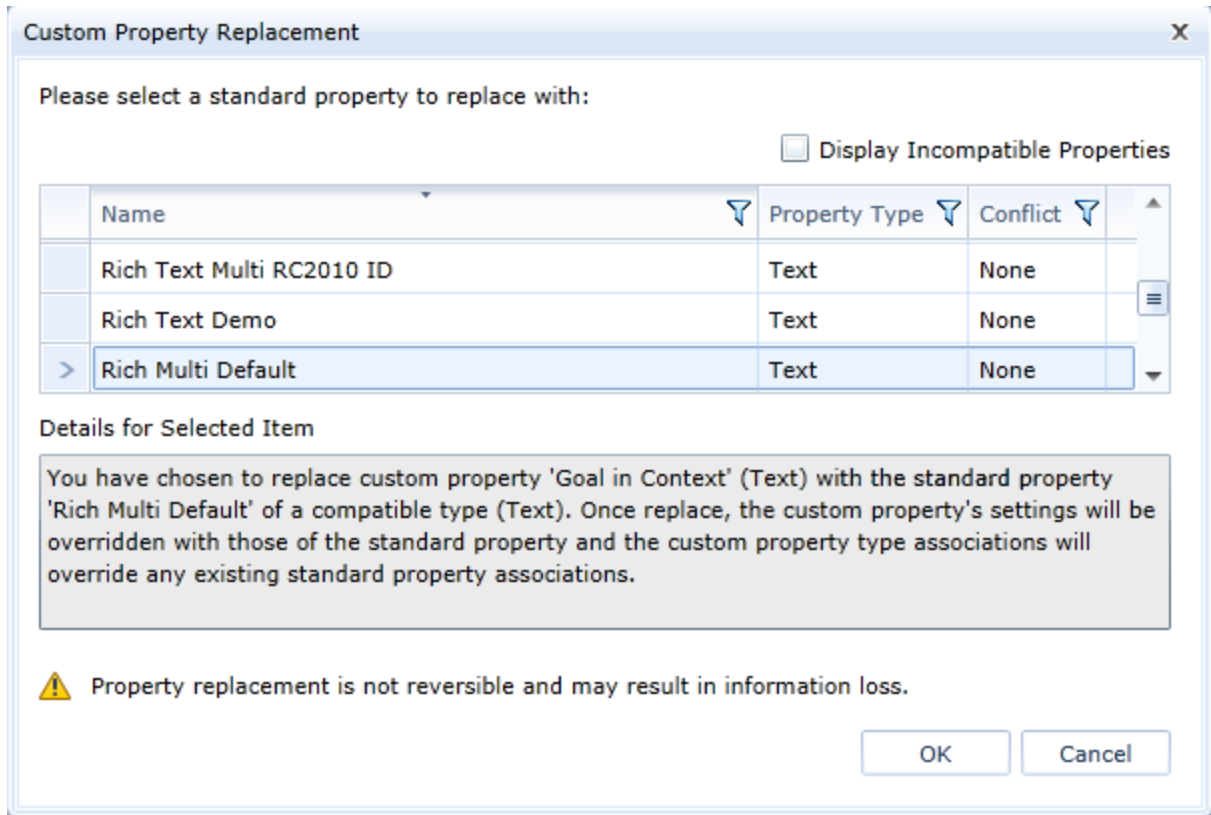 Custom Property Replacement
Please select a standard property to replace with:
Display Incompatible Properties
Name Property Type Conflict
Rich Text Multi RC2010 ID Text None
Rich Text Demo Text None
Rich Multi Default Text None
Details for Selected Item
You have chosen to replace custom property 'Goal in Context' (Text) with the standard property
'Rich Multi Default' of a compatible type (Text). Once replace, the custom property's settings will be
overridden with those of the standard property and the custom property type associations will
override any existing standard property associations.
Property replacement is not reversible and may result in information loss.
OK Cancel